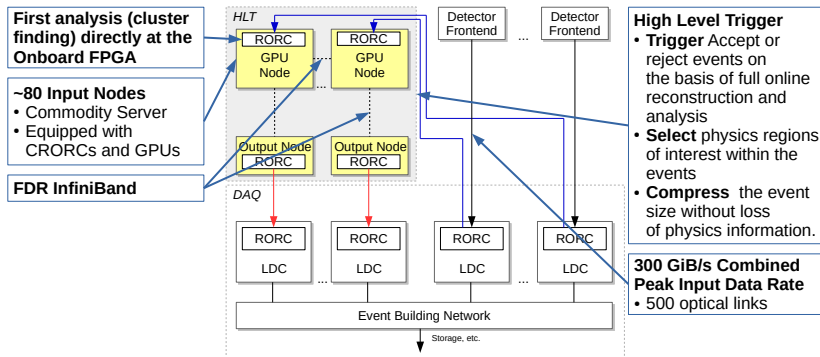 First analysis (cluster
finding) directly at the
Onboard FPGA
~80 Input Nodes
• Commodity Server
• Equipped with
CRORCs and GPUs
FDR InfiniBand
HLT
RORC
GPU
Node
...
RORC
GPU
Node
Output Node
RORC
...
Output Node
RORC
Detector
Frontend
...
Detector
Frontend
DAQ
RORC
LDC
...
RORC
LDC
RORC
LDC
...
RORC
LDC
Event Building Network
Storage, etc.
High Level Trigger
• Trigger Accept or
reject events on
the basis of full online
reconstruction and
analysis
• Select physics regions
of interest within the
events
• Compress the event
size without loss
of physics information.
300 GiB/s Combined
Peak Input Data Rate
• 500 optical links